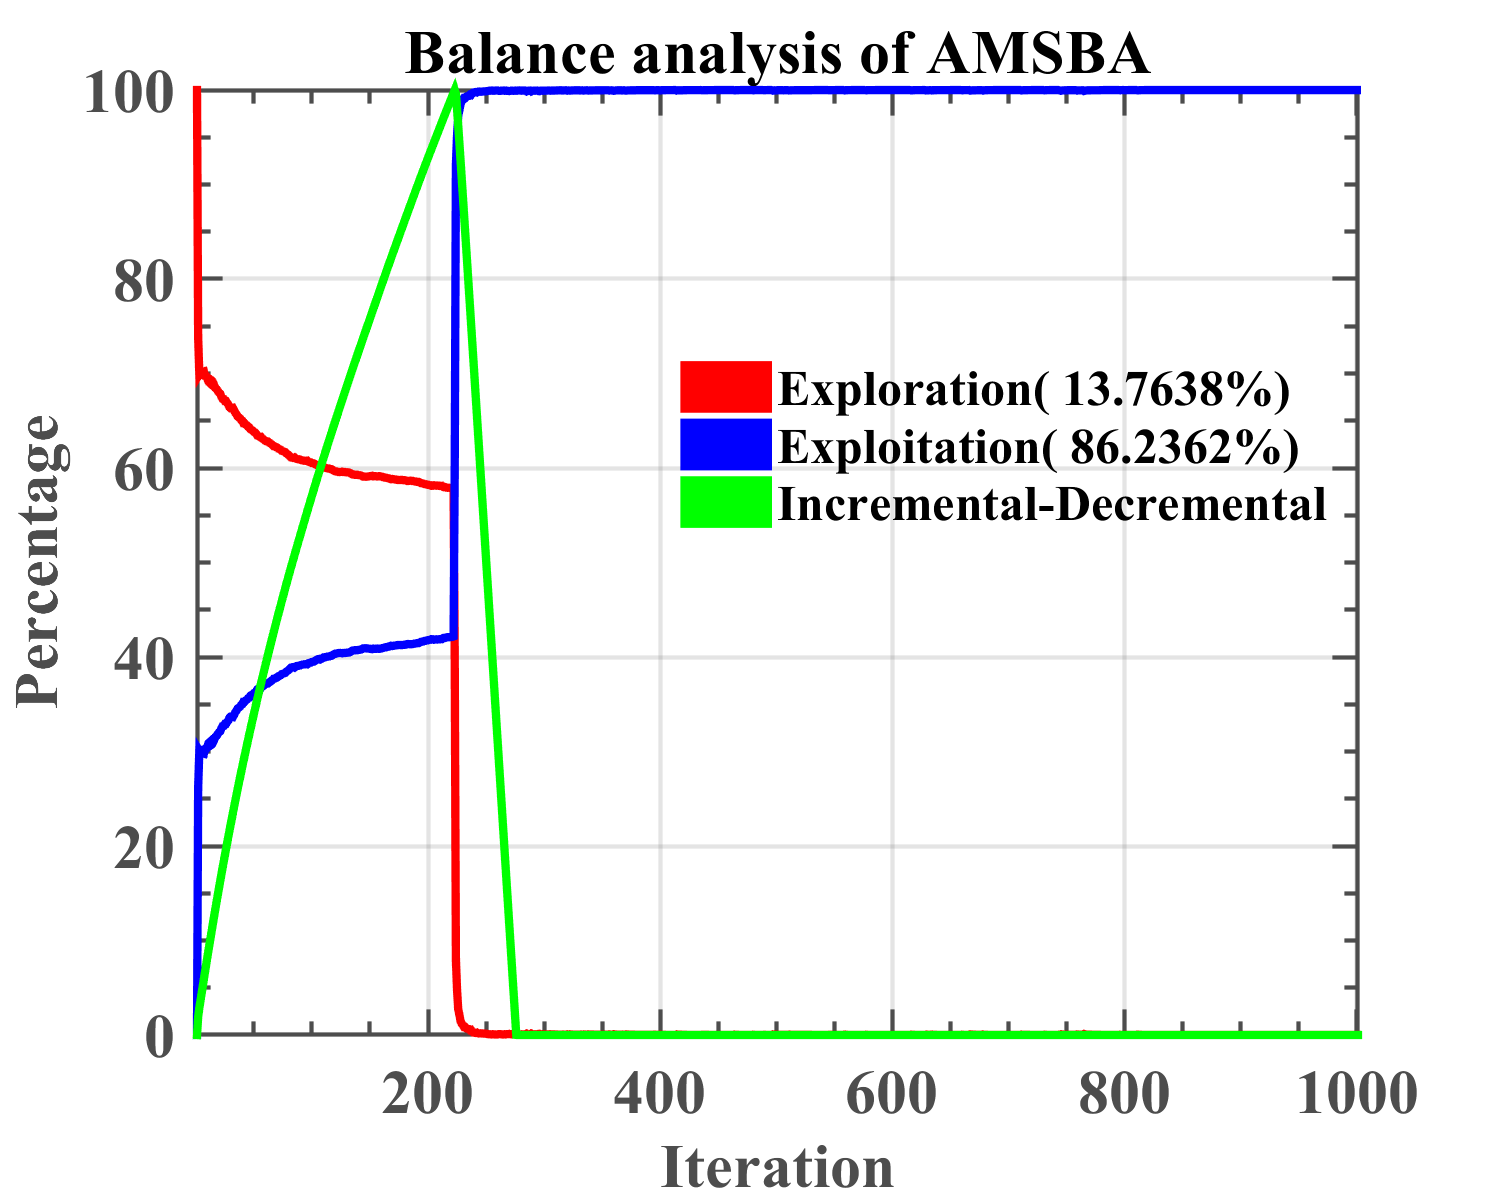 Balance analysis of AMSBA
100
80
60
40
20
0
Percentage
Exploration( 13.7638%)
Exploitation( 86.2362%)
Incremental-Decremental
200 400 600 800 1000
Iteration